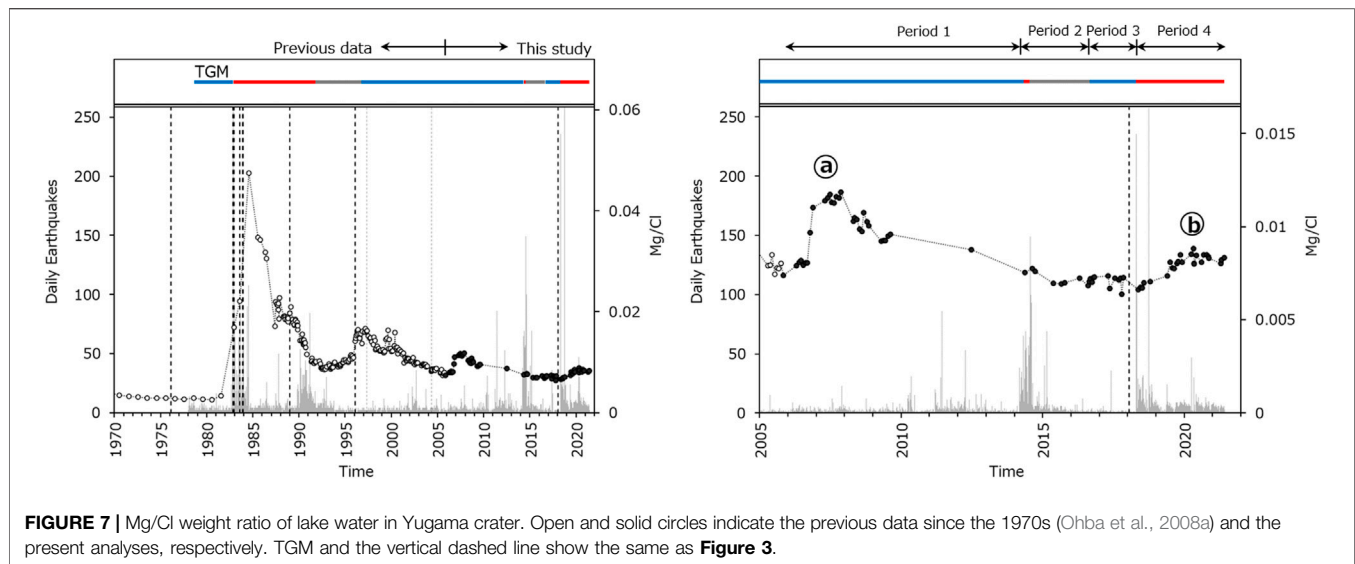 Previous data This study
TGM
Daily Earthquakes
250
200
150
100
50
0
0.06
0.04
0.02
0
Mg/Cl
1970 1975 1980 1985 1990 1995 2000 2005 2010 2015 2020
Time
Period 1 Period 2 Period 3 Period 4
Daily Earthquakes
250
200
150
100
50
0
a
b
0.015
0.01
0.005
0
Mg/Cl
2005 2010 2015 2020
Time
FIGURE 7 | Mg/Cl weight ratio of lake water in Yugama crater. Open and solid circles indicate the previous data since the 1970s (Ohba et al., 2008a) and the
present analyses, respectively. TGM and the vertical dashed line show the same as Figure 3.